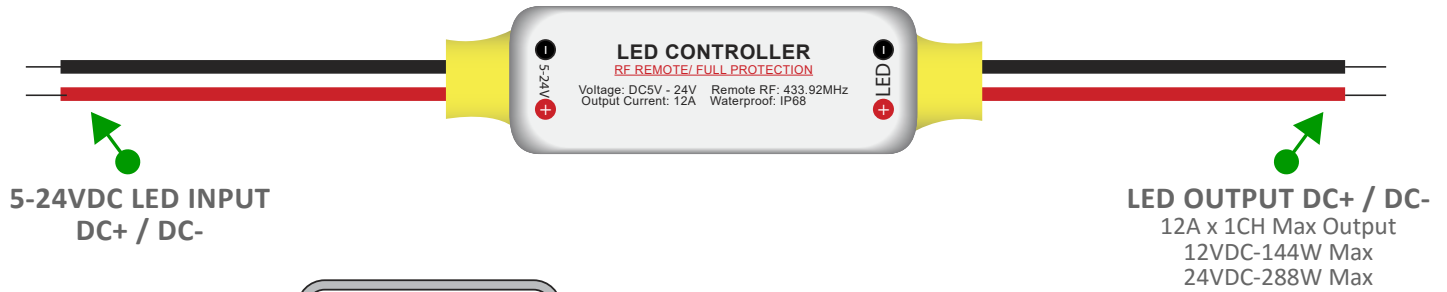 LED CONTROLLER
RF REMOTE/ FULL PROTECTION
Voltage: DC5V - 24V Remote RF: 433.92MHz
Output Current: 12A Waterproof: IP68
- 5-24V +
- LED +
5-24VDC LED INPUT
DC+ / DC-
LED OUTPUT DC+ / DC-
12A x 1CH Max Output
12VDC-144W Max
24VDC-288W Max